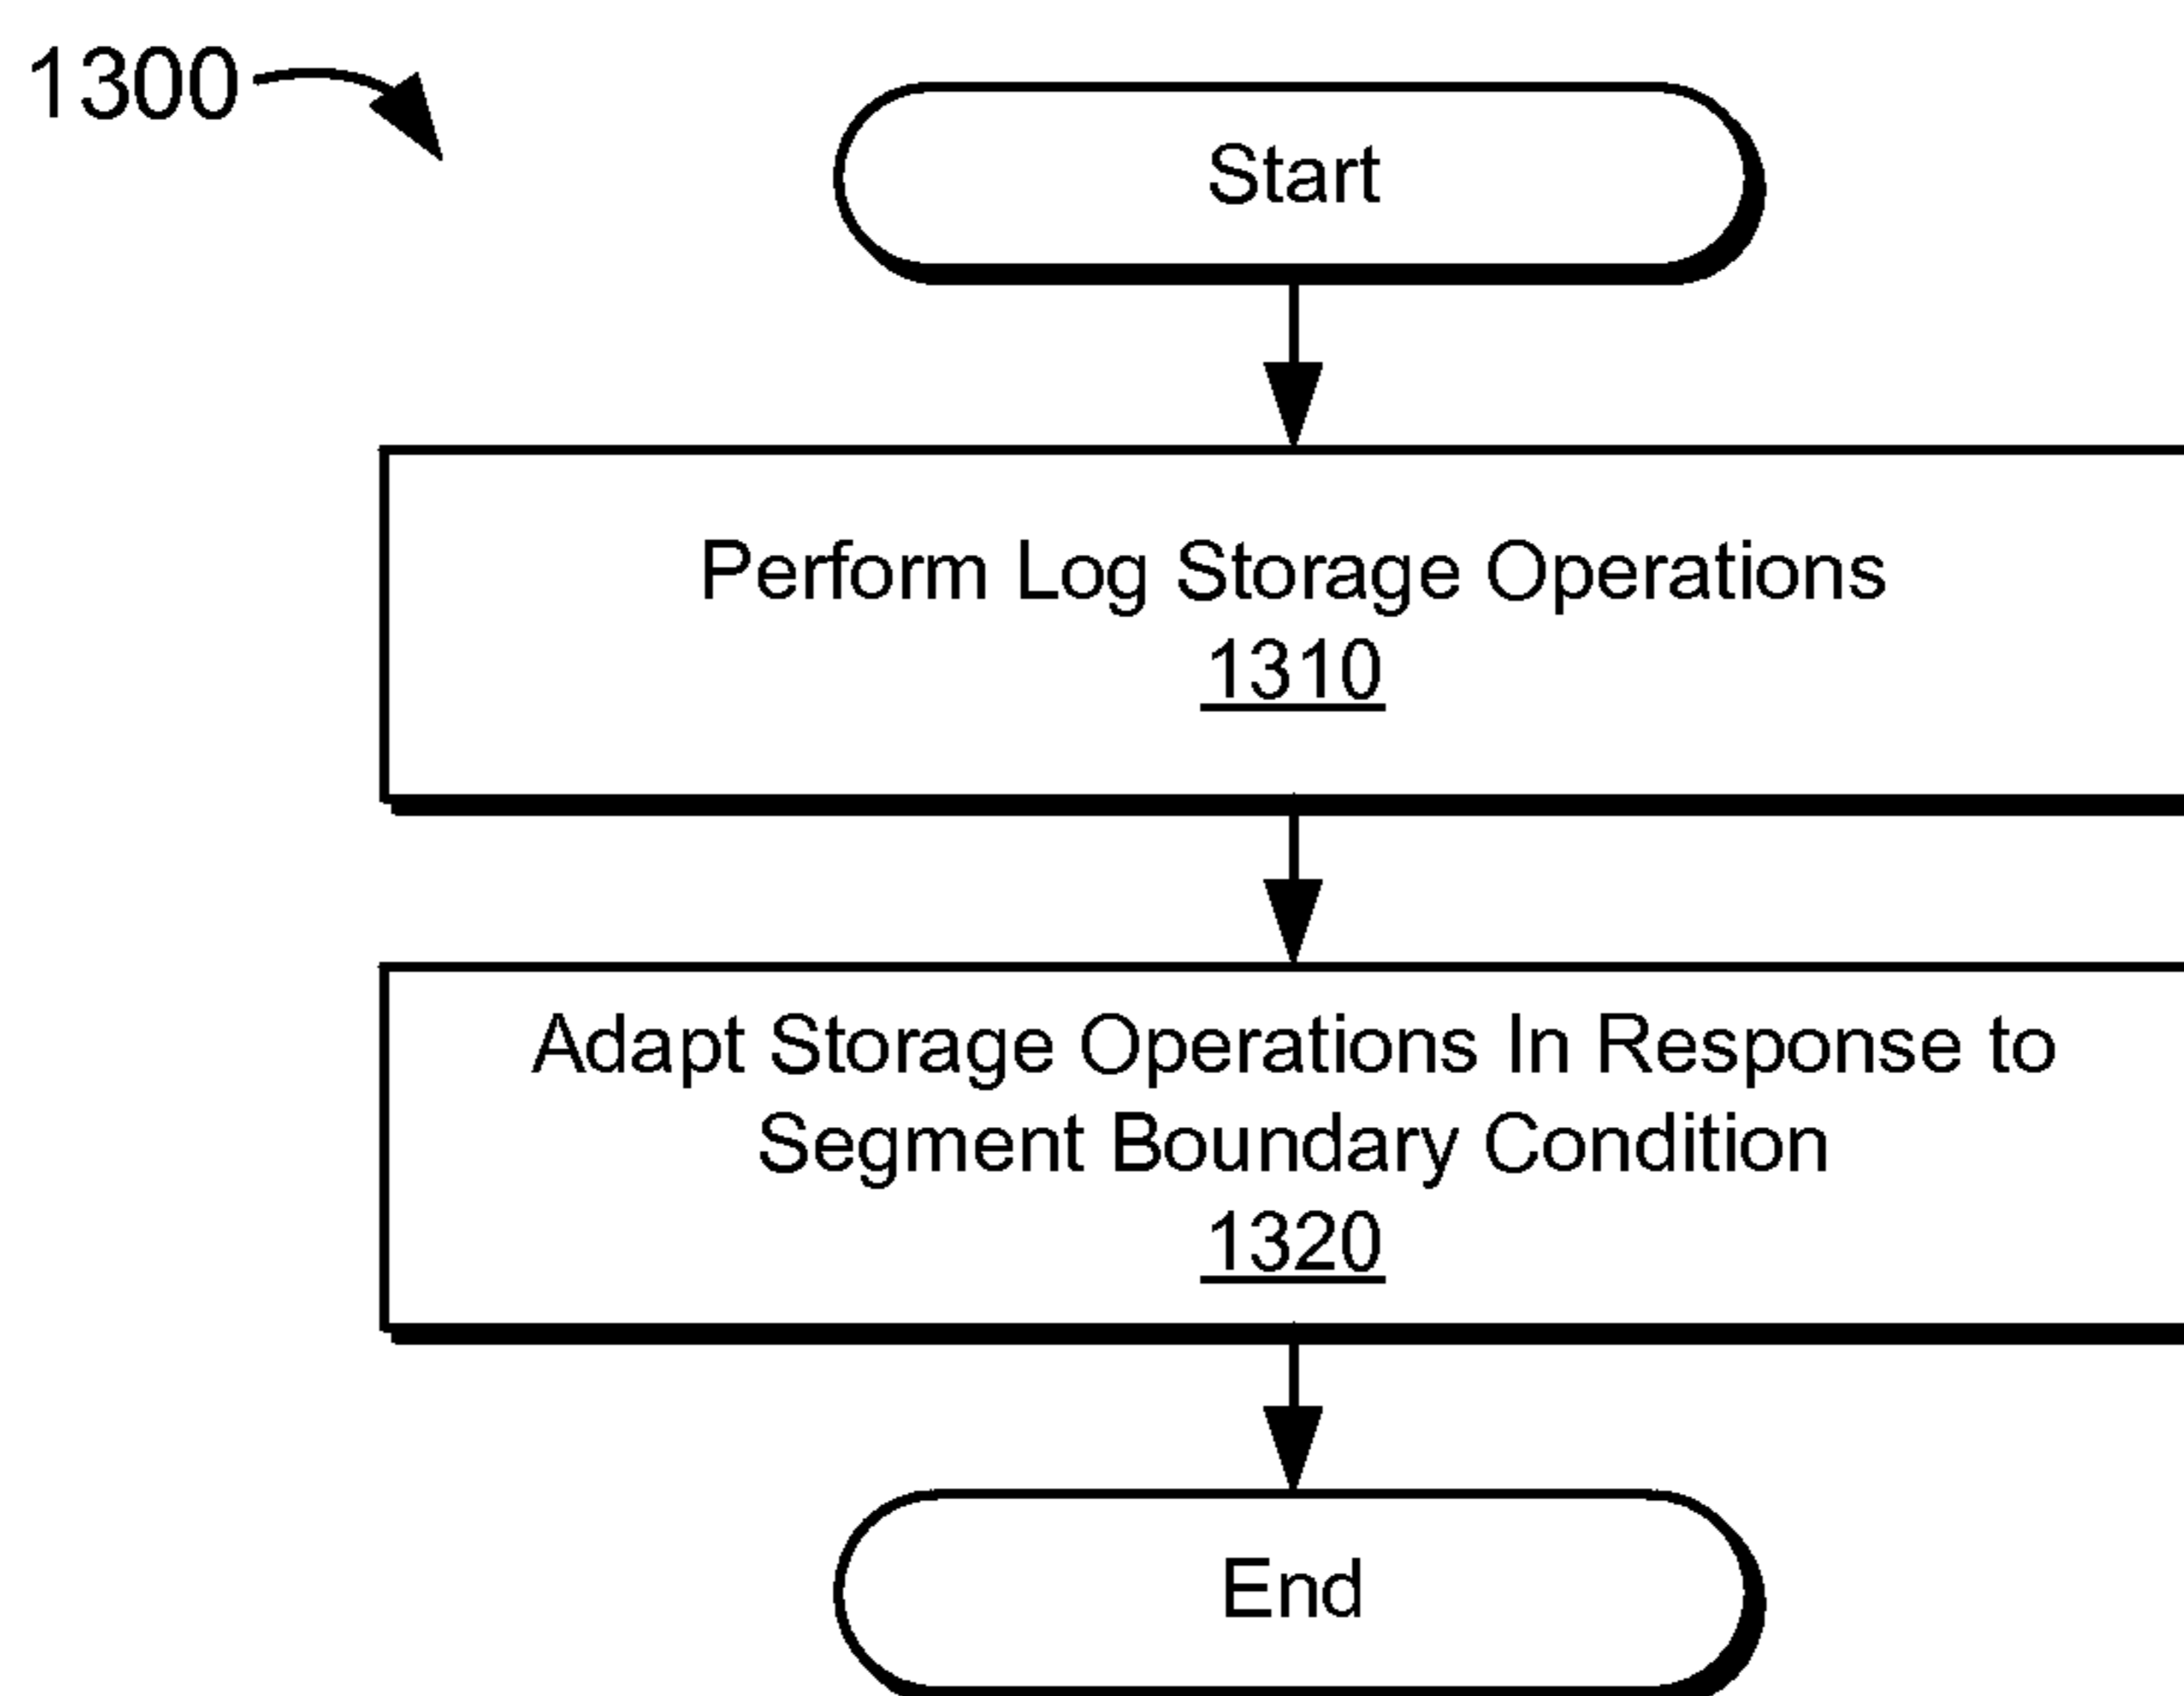 1300
Start
Perform Log Storage Operations
1310
Adapt Storage Operations In Response to
Segment Boundary Condition
1320
End